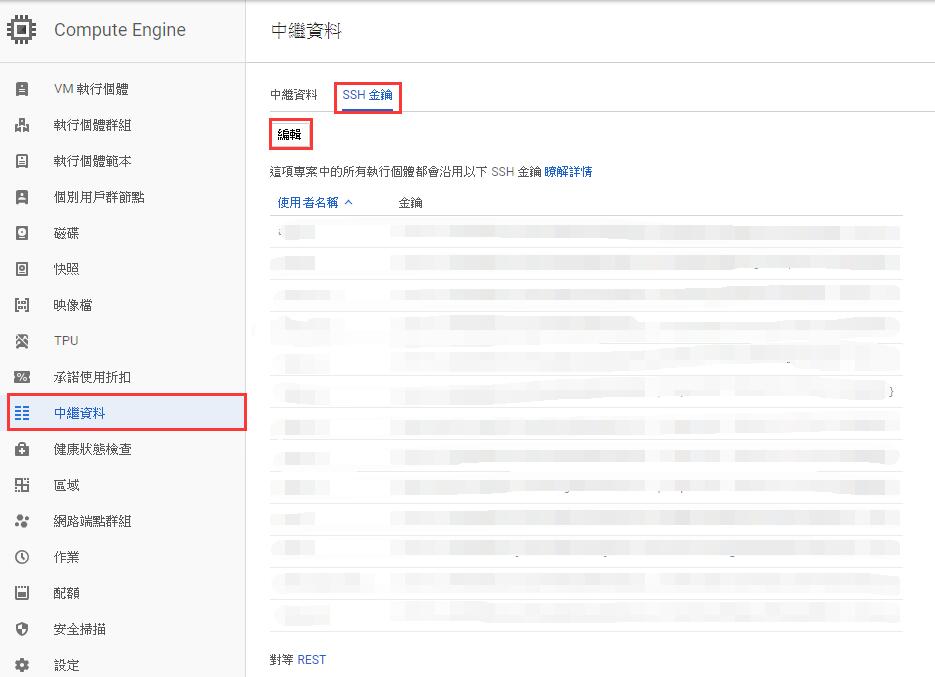 Compute Engine
VM 執行個體
執行個體群組
執行個體範本
個別用戶群節點
磁碟
快照
映像檔
TPU
承諾使用折扣
中繼資料
健康狀態檢查
區域
網路端點群組
作業
配額
安全掃描
設定
中繼資料
中繼資料 SSH 金鑰
編輯
這項專案中的所有執行個體都會沿用以下 SSH 金鑰 瞭解詳情
使用者名稱 金鑰
}
對等 REST